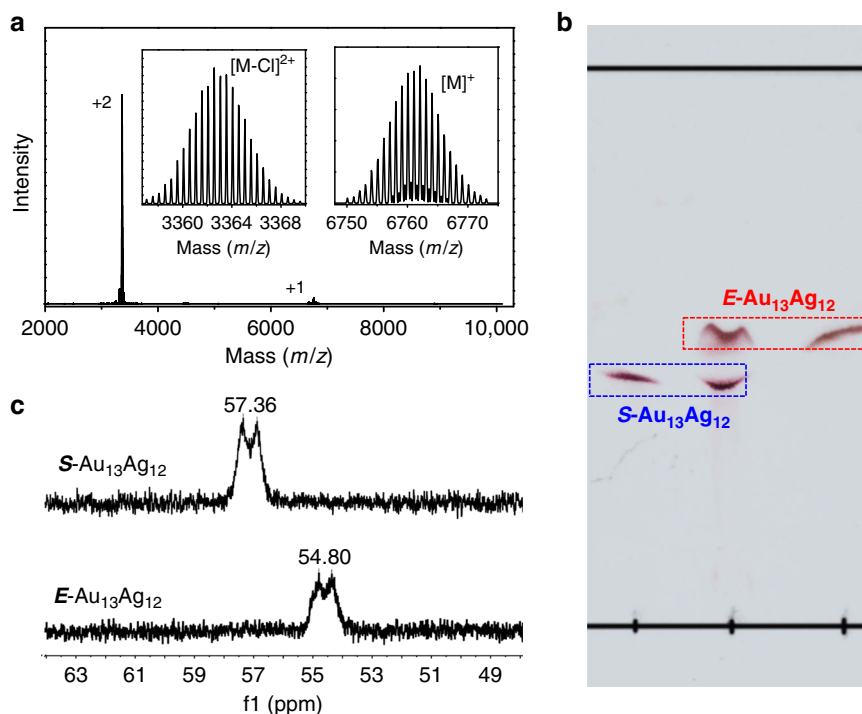 a
Intensity
+2
+1
[M-Cl]²⁺
3360 3364 3368
Mass (m/z)
[M]⁺
6750 6760 6770
Mass (m/z)
2000 4000 6000 8000 10,000
Mass (m/z)
b
E-Au₁₃Ag₁₂
S-Au₁₃Ag₁₂
c
57.36
S-Au₁₃Ag₁₂
54.80
E-Au₁₃Ag₁₂
63 61 59 57 55 53 51 49
f1 (ppm)